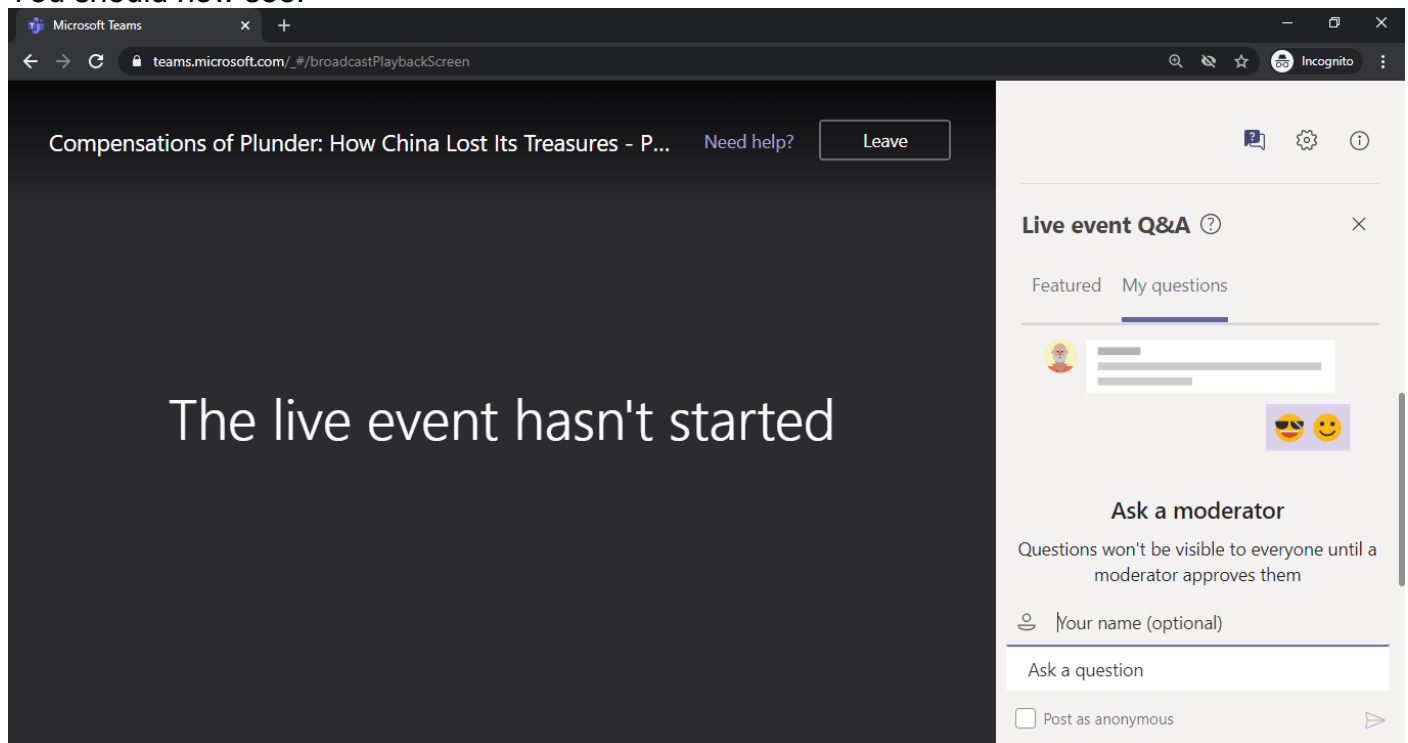 Microsoft Teams
teams.microsoft.com/_#/broadcastPlaybackScreen
Incognito
Compensations of Plunder: How China Lost Its Treasures - P...
Need help?
Leave
Live event Q&A
Featured
My questions
The live event hasn't started
Ask a moderator
Questions won't be visible to everyone until a
moderator approves them
Your name (optional)
Ask a question
Post as anonymous